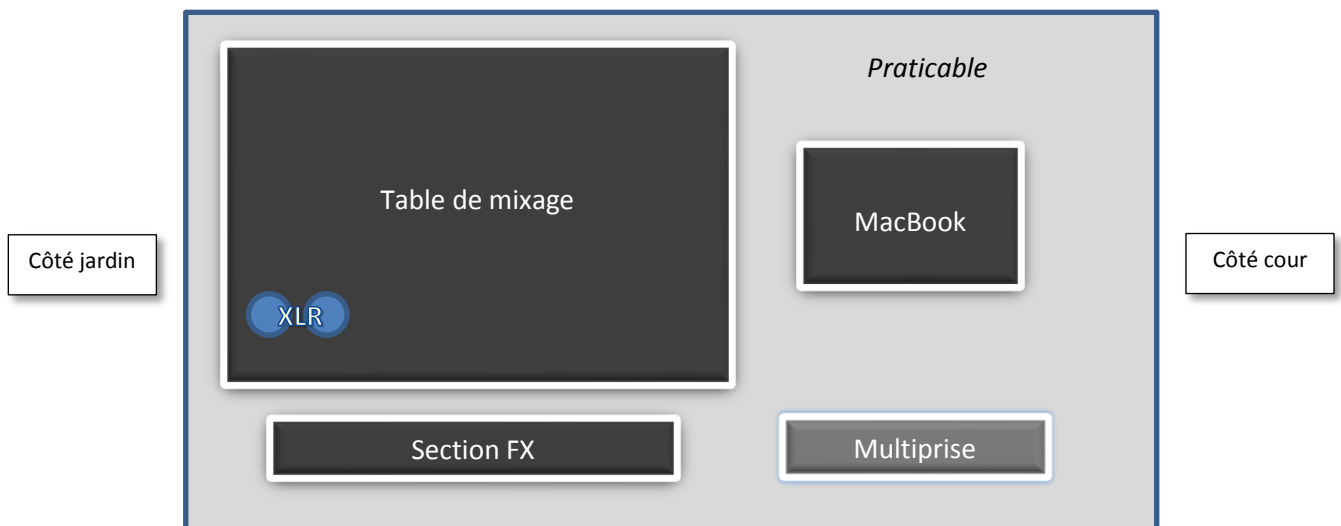 Praticable
Table de mixage
MacBook
Côté jardin
Côté cour
XLR
Section FX
Multiprise